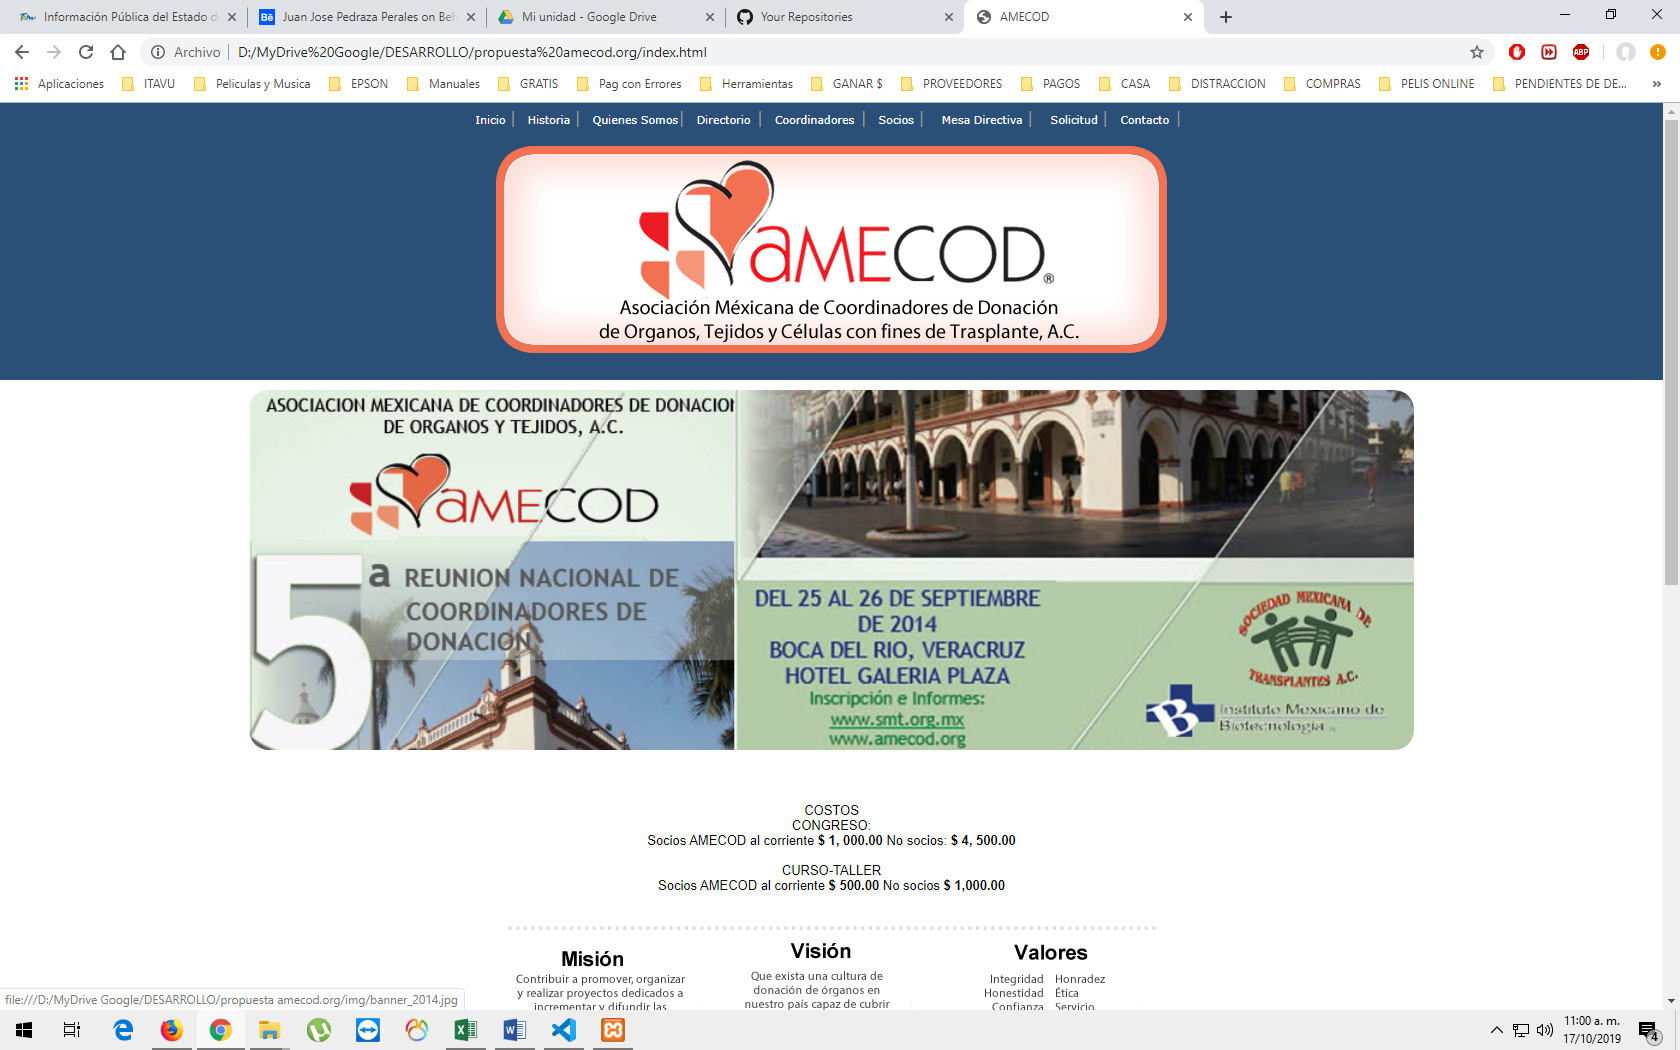 Información Pública del Estado d
Juan Jose Pedraza Perales on Beh
Mi unidad - Google Drive
Your Repositories
AMECOD
Archivo | D:/MyDrive%20Google/DESARROLLO/propuesta%20amecod.org/index.html
ABP
Aplicaciones ITAVU Peliculas y Musica EPSON Manuales GRATIS Pag con Errores Herramientas GANAR $ PROVEEDORES PAGOS CASA DISTRACCION COMPRAS PELIS ONLINE PENDIENTES DE DE... »
Inicio | Historia | Quienes Somos | Directorio | Coordinadores | Socios | Mesa Directiva | Solicitud | Contacto |
aMECOD®
Asociación Méxicana de Coordinadores de Donación
de Organos, Tejidos y Células con fines de Trasplante, A.C.
ASOCIACION MEXICANA DE COORDINADORES DE DONACION
DE ORGANOS Y TEJIDOS, A.C.
aMECOD
5a REUNION NACIONAL DE
COORDINADORES DE
DONACION
DEL 25 AL 26 DE SEPTIEMBRE
DE 2014
BOCA DEL RIO, VERACRUZ
HOTEL GALERIA PLAZA
Inscripción e Informes:
www.smt.org.mx
www.amecod.org
SOCIEDAD MEXICANA DE
TRANSPLANTES A.C.
B Instituto Mexicano de
Biotecnología
COSTOS
CONGRESO:
Socios AMECOD al corriente $ 1, 000.00 No socios: $ 4, 500.00
CURSO-TALLER
Socios AMECOD al corriente $ 500.00 No socios $ 1,000.00
Misión
Contribuir a promover, organizar
y realizar proyectos dedicados a
incrementar y difundir las
Visión
Que exista una cultura de
donación de órganos en
nuestro país capaz de cubrir
Valores
Integridad Honradez
Honestidad Ética
Confianza Servicio.
file:///D:/MyDrive Google/DESARROLLO/propuesta amecod.org/img/banner_2014.jpg
11:00 a. m.
17/10/2019
4